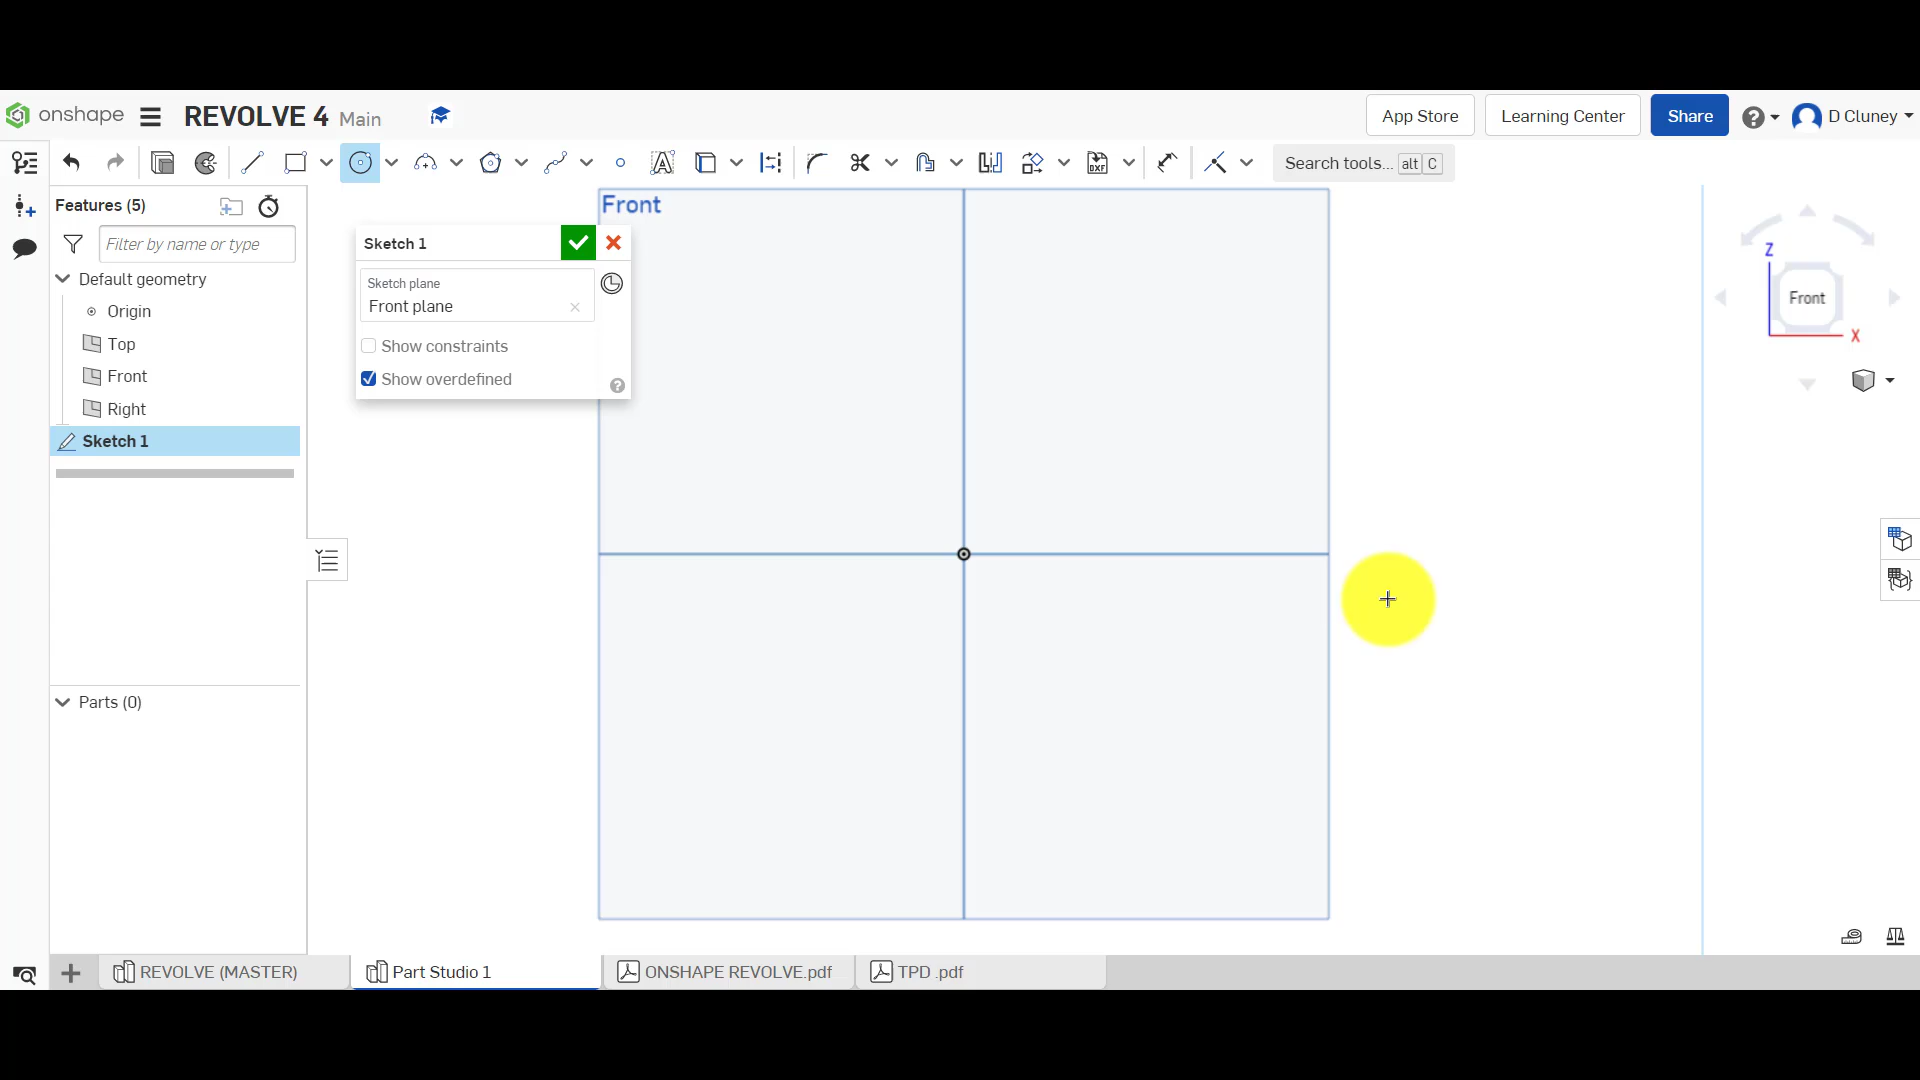 onshape REVOLVE 4 Main App Store Learning Center Share ? D Cluney
Search tools... alt C
Features (5)
Filter by name or type
Default geometry
Origin
Top
Front
Right
Sketch 1
Parts (0)
Sketch 1
Sketch plane
Front plane
Show constraints
Show overdefined
Front
Z
Front
X
REVOLVE (MASTER) Part Studio 1 ONSHAPE REVOLVE.pdf TPD .pdf